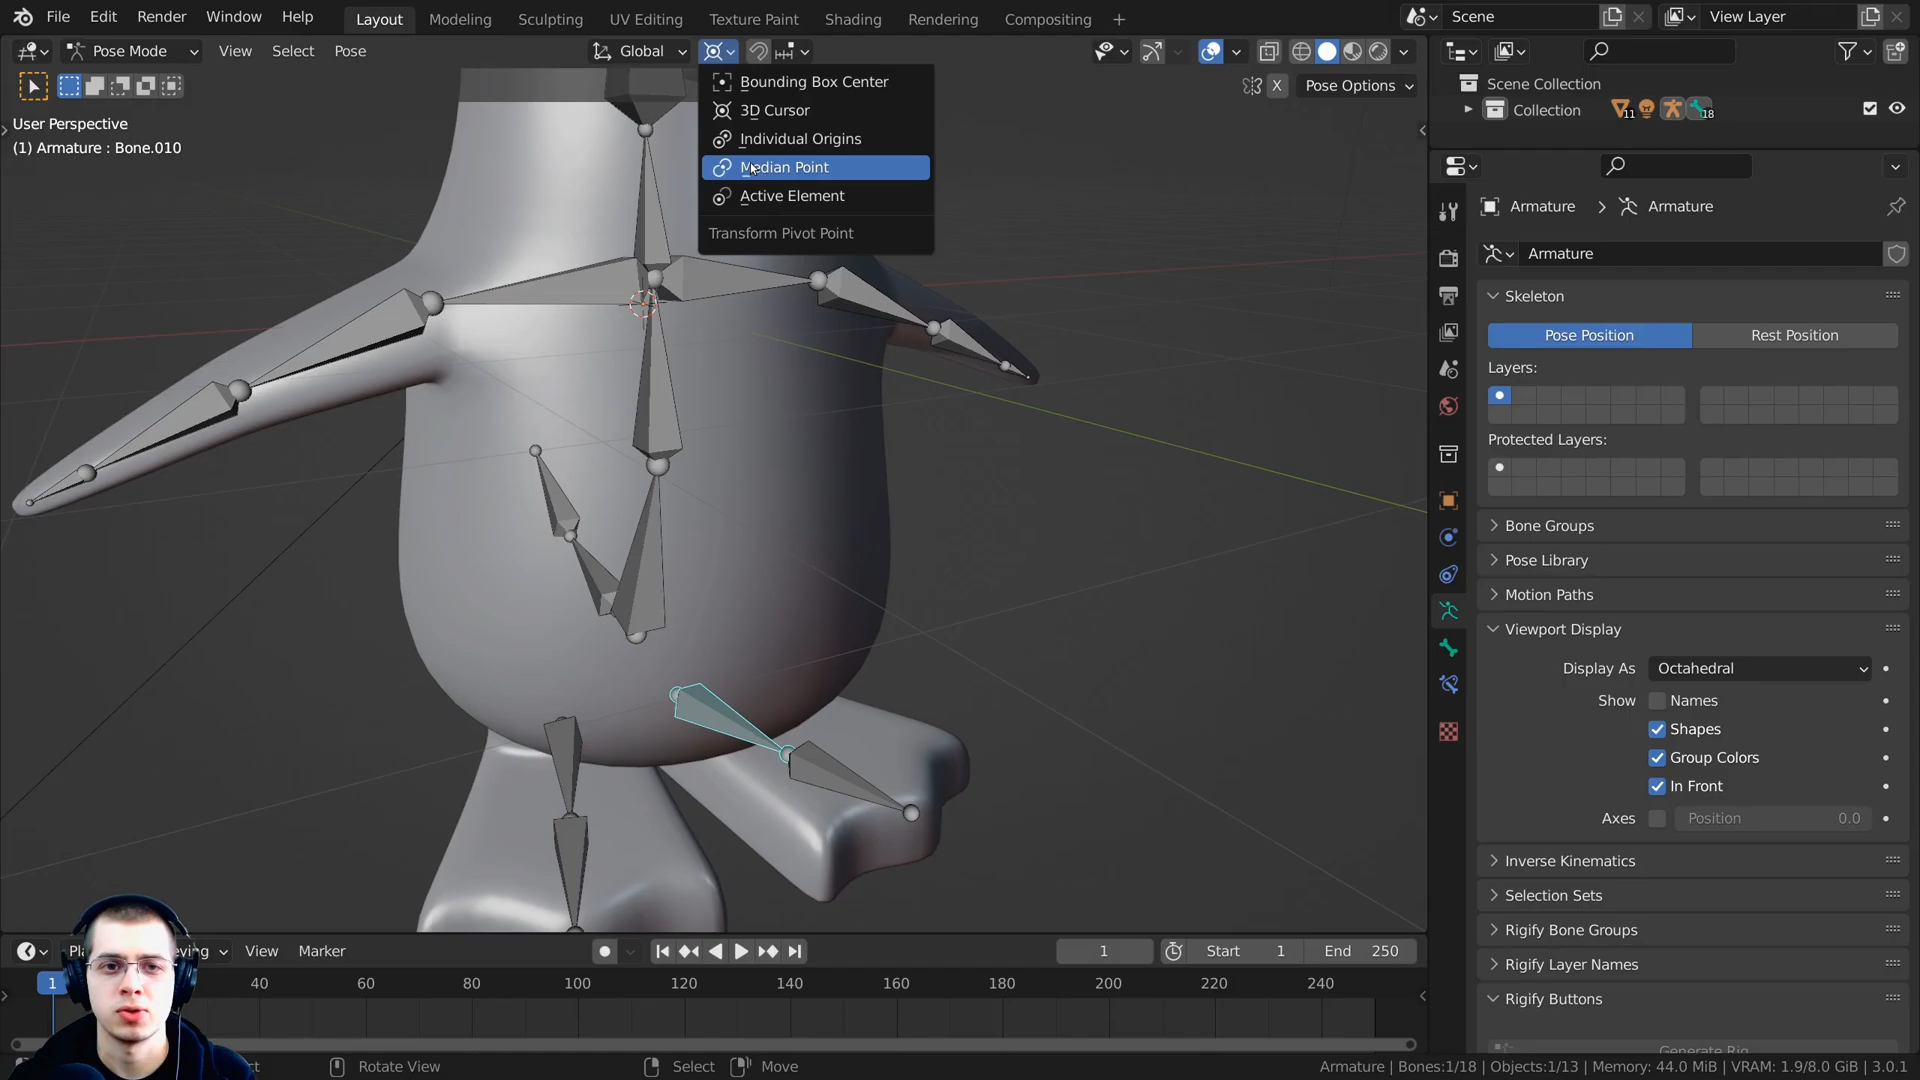 File Edit Render Window Help Layout Modeling Sculpting UV Editing Texture Paint Shading Rendering Compositing + Scene View Layer
Pose Mode View Select Pose Global
X Pose Options
User Perspective
(1) Armature : Bone.010
Bounding Box Center
3D Cursor
Individual Origins
Median Point
Active Element
Transform Pivot Point
Scene Collection
Collection 11 18
Armature > Armature
Armature
Skeleton
Pose Position Rest Position
Layers:
Protected Layers:
Bone Groups
Pose Library
Motion Paths
Viewport Display
Display As Octahedral
Show Names
Shapes
Group Colors
In Front
Axes Position 0.0
Inverse Kinematics
Selection Sets
Rigify Bone Groups
Rigify Layer Names
Rigify Buttons
View Marker 1 Start 1 End 250
1 40 60 80 100 120 140 160 180 200 220 240
Rotate View Select Move Armature | Bones:1/18 | Objects:1/13 | Memory: 44.0 MiB | VRAM: 1.9/8.0 GiB | 3.0.1